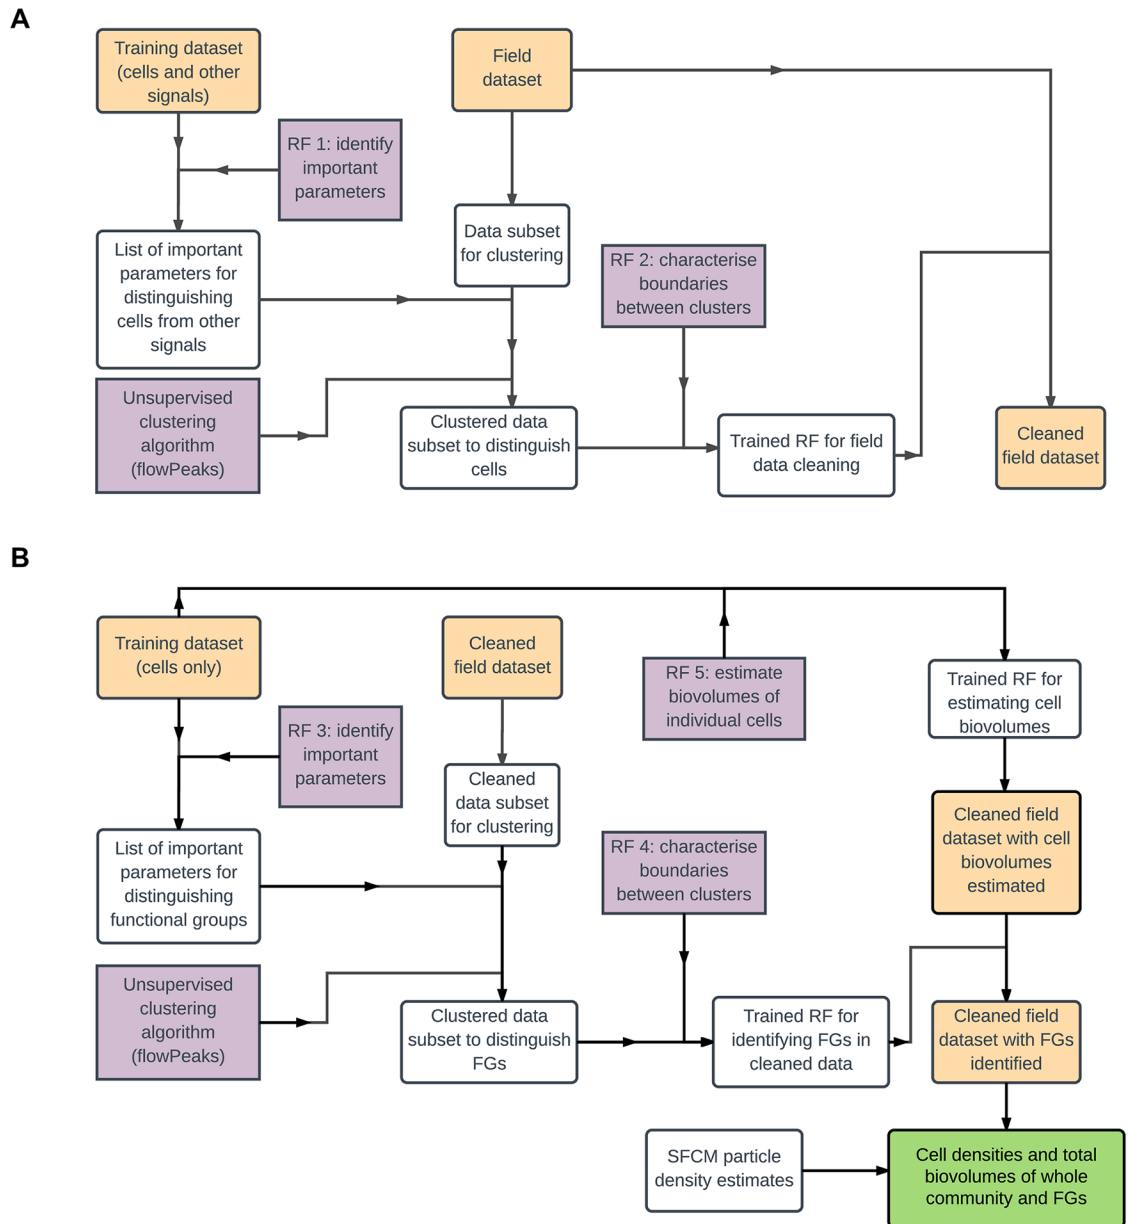 A
Training dataset
(cells and other
signals)
Field
dataset
RF 1: identify
important
parameters
List of important
parameters for
distinguishing
cells from other
signals
Data subset
for clustering
RF 2: characterise
boundaries
between clusters
Unsupervised
clustering
algorithm
(flowPeaks)
Clustered data
subset to distinguish
cells
Trained RF for field
data cleaning
Cleaned
field dataset
B
Training dataset
(cells only)
Cleaned
field dataset
RF 5: estimate
biovolumes of
individual cells
Trained RF for
estimating cell
biovolumes
RF 3: identify
important
parameters
Cleaned
data subset
for clustering
Cleaned field
dataset with cell
biovolumes
estimated
List of important
parameters for
distinguishing
functional groups
RF 4: characterise
boundaries
between clusters
Unsupervised
clustering
algorithm
(flowPeaks)
Clustered data
subset to distinguish
FGs
Trained RF for
identifying FGs in
cleaned data
Cleaned field
dataset with FGs
identified
SFCM particle
density estimates
Cell densities and total
biovolumes of whole
community and FGs